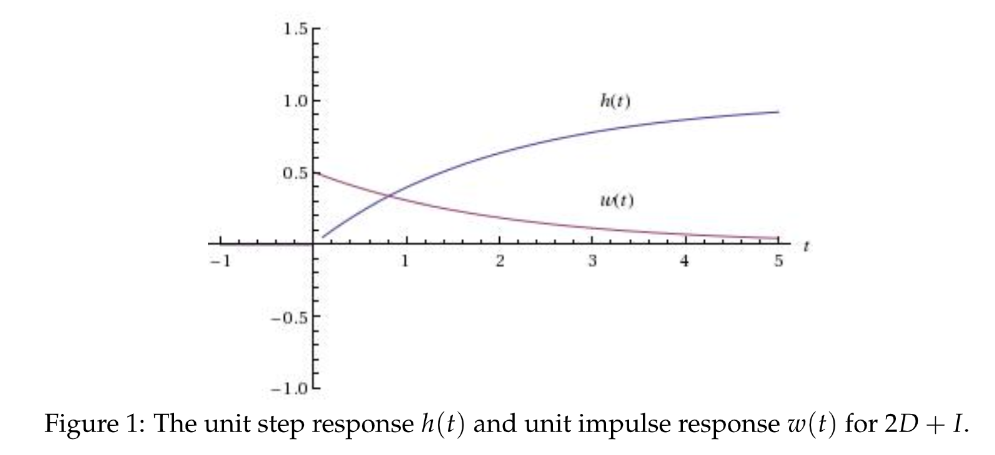 1.5
1.0
h(t)
0.5
w(t)
−1 1 2 3 4 5 t
−0.5
−1.0
Figure 1: The unit step response h(t) and unit impulse response w(t) for 2D + I.